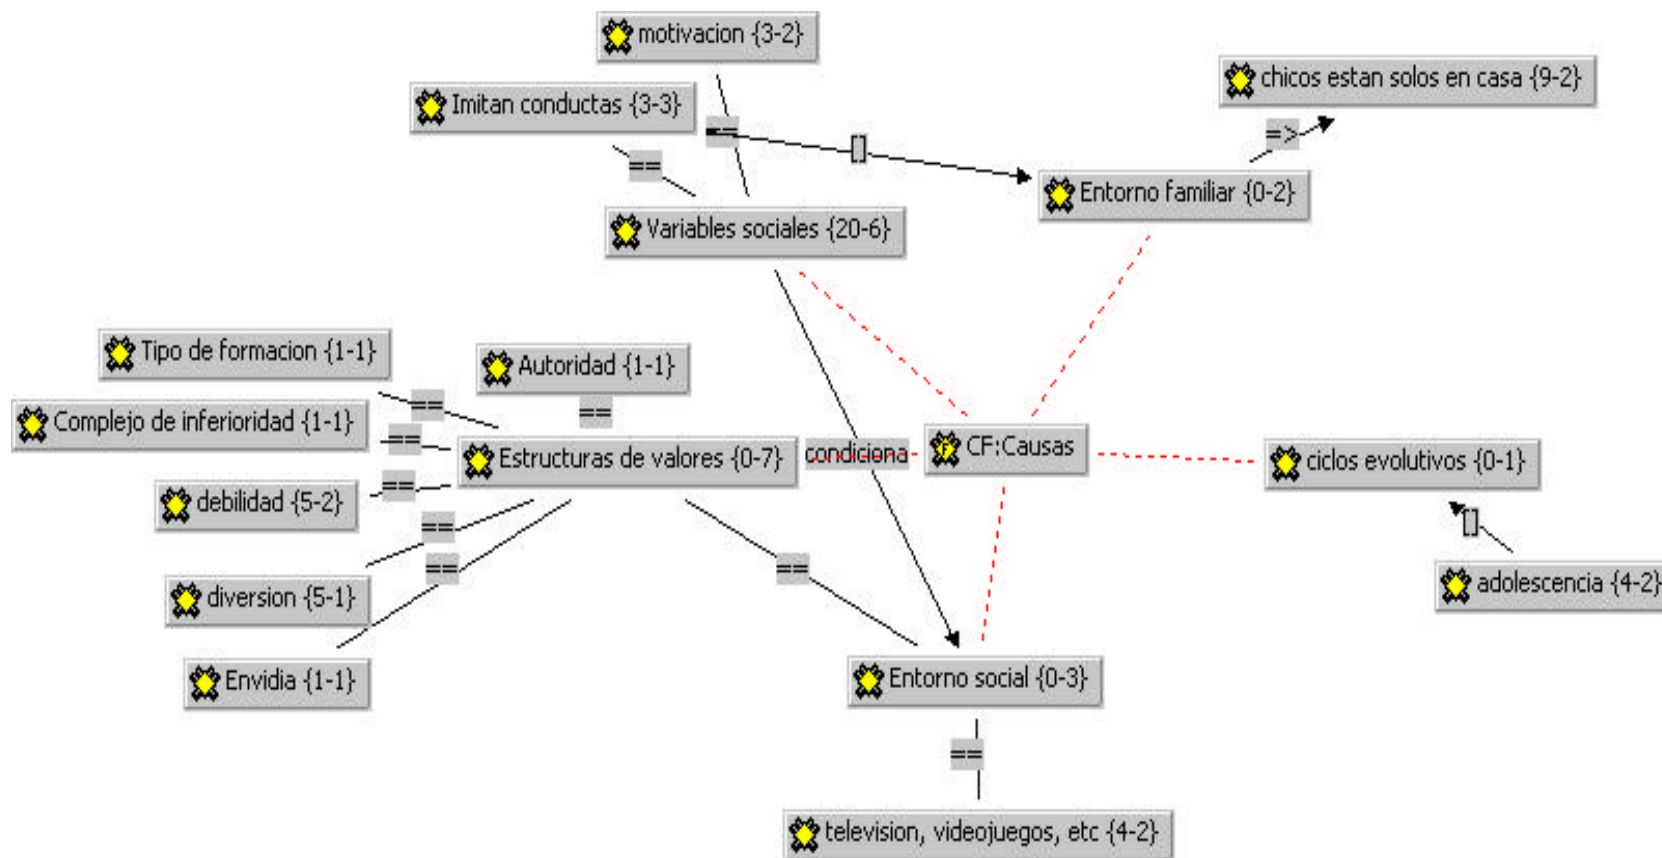 motivacion {3-2}
chicos estan solos en casa {9-2}
Imitan conductas {3-3}
==
=>
==
Entorno familiar {0-2}
Variables sociales {20-6}
Tipo de formacion {1-1}
Autoridad {1-1}
==
==
Complejo de inferioridad {1-1}
==
Estructuras de valores {0-7}
condiciona
CF:Causas
ciclos evolutivos {0-1}
==
debilidad {5-2}
==
==
==
diversion {5-1}
adolescencia {4-2}
Envidia {1-1}
Entorno social {0-3}
==
television, videojuegos, etc {4-2}